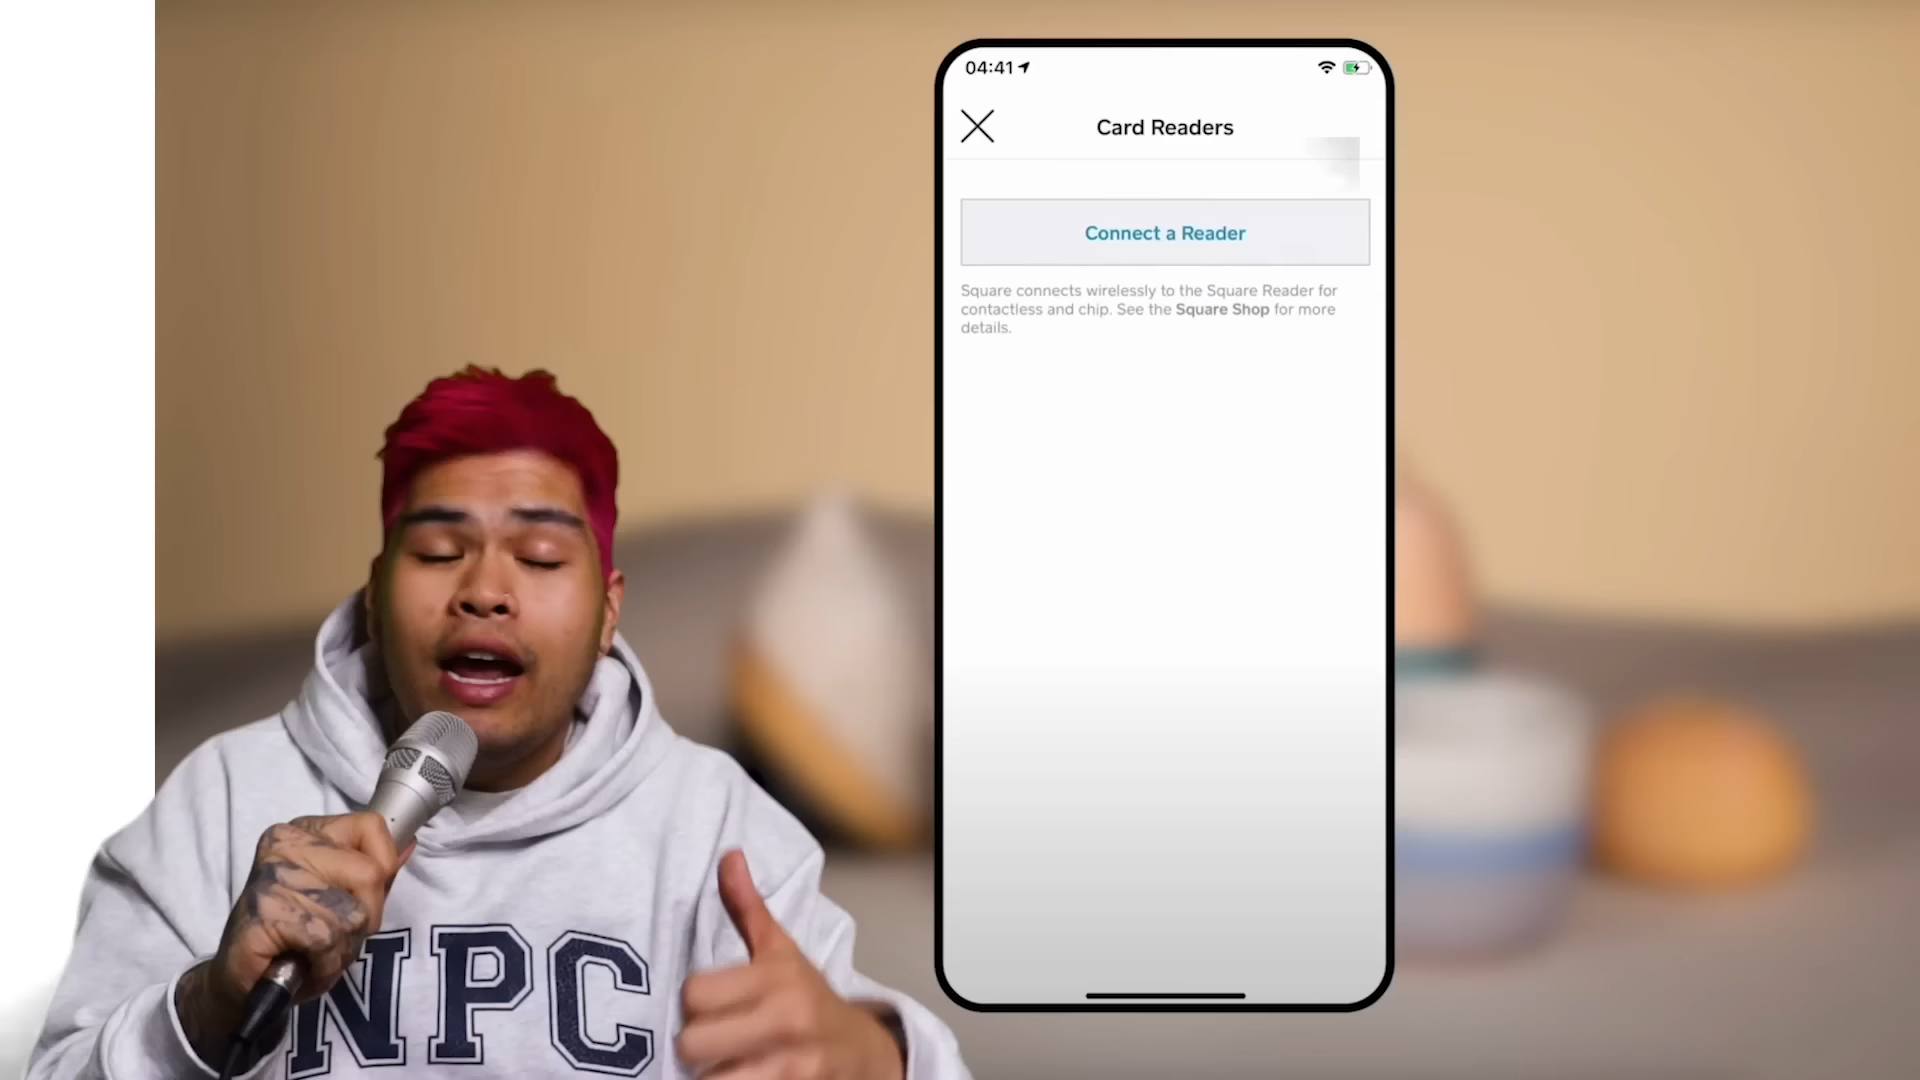 04:41
Card Readers
Connect a Reader
Square connects wirelessly to the Square Reader for
contactless and chip. See the Square Shop for more
details.
NPC